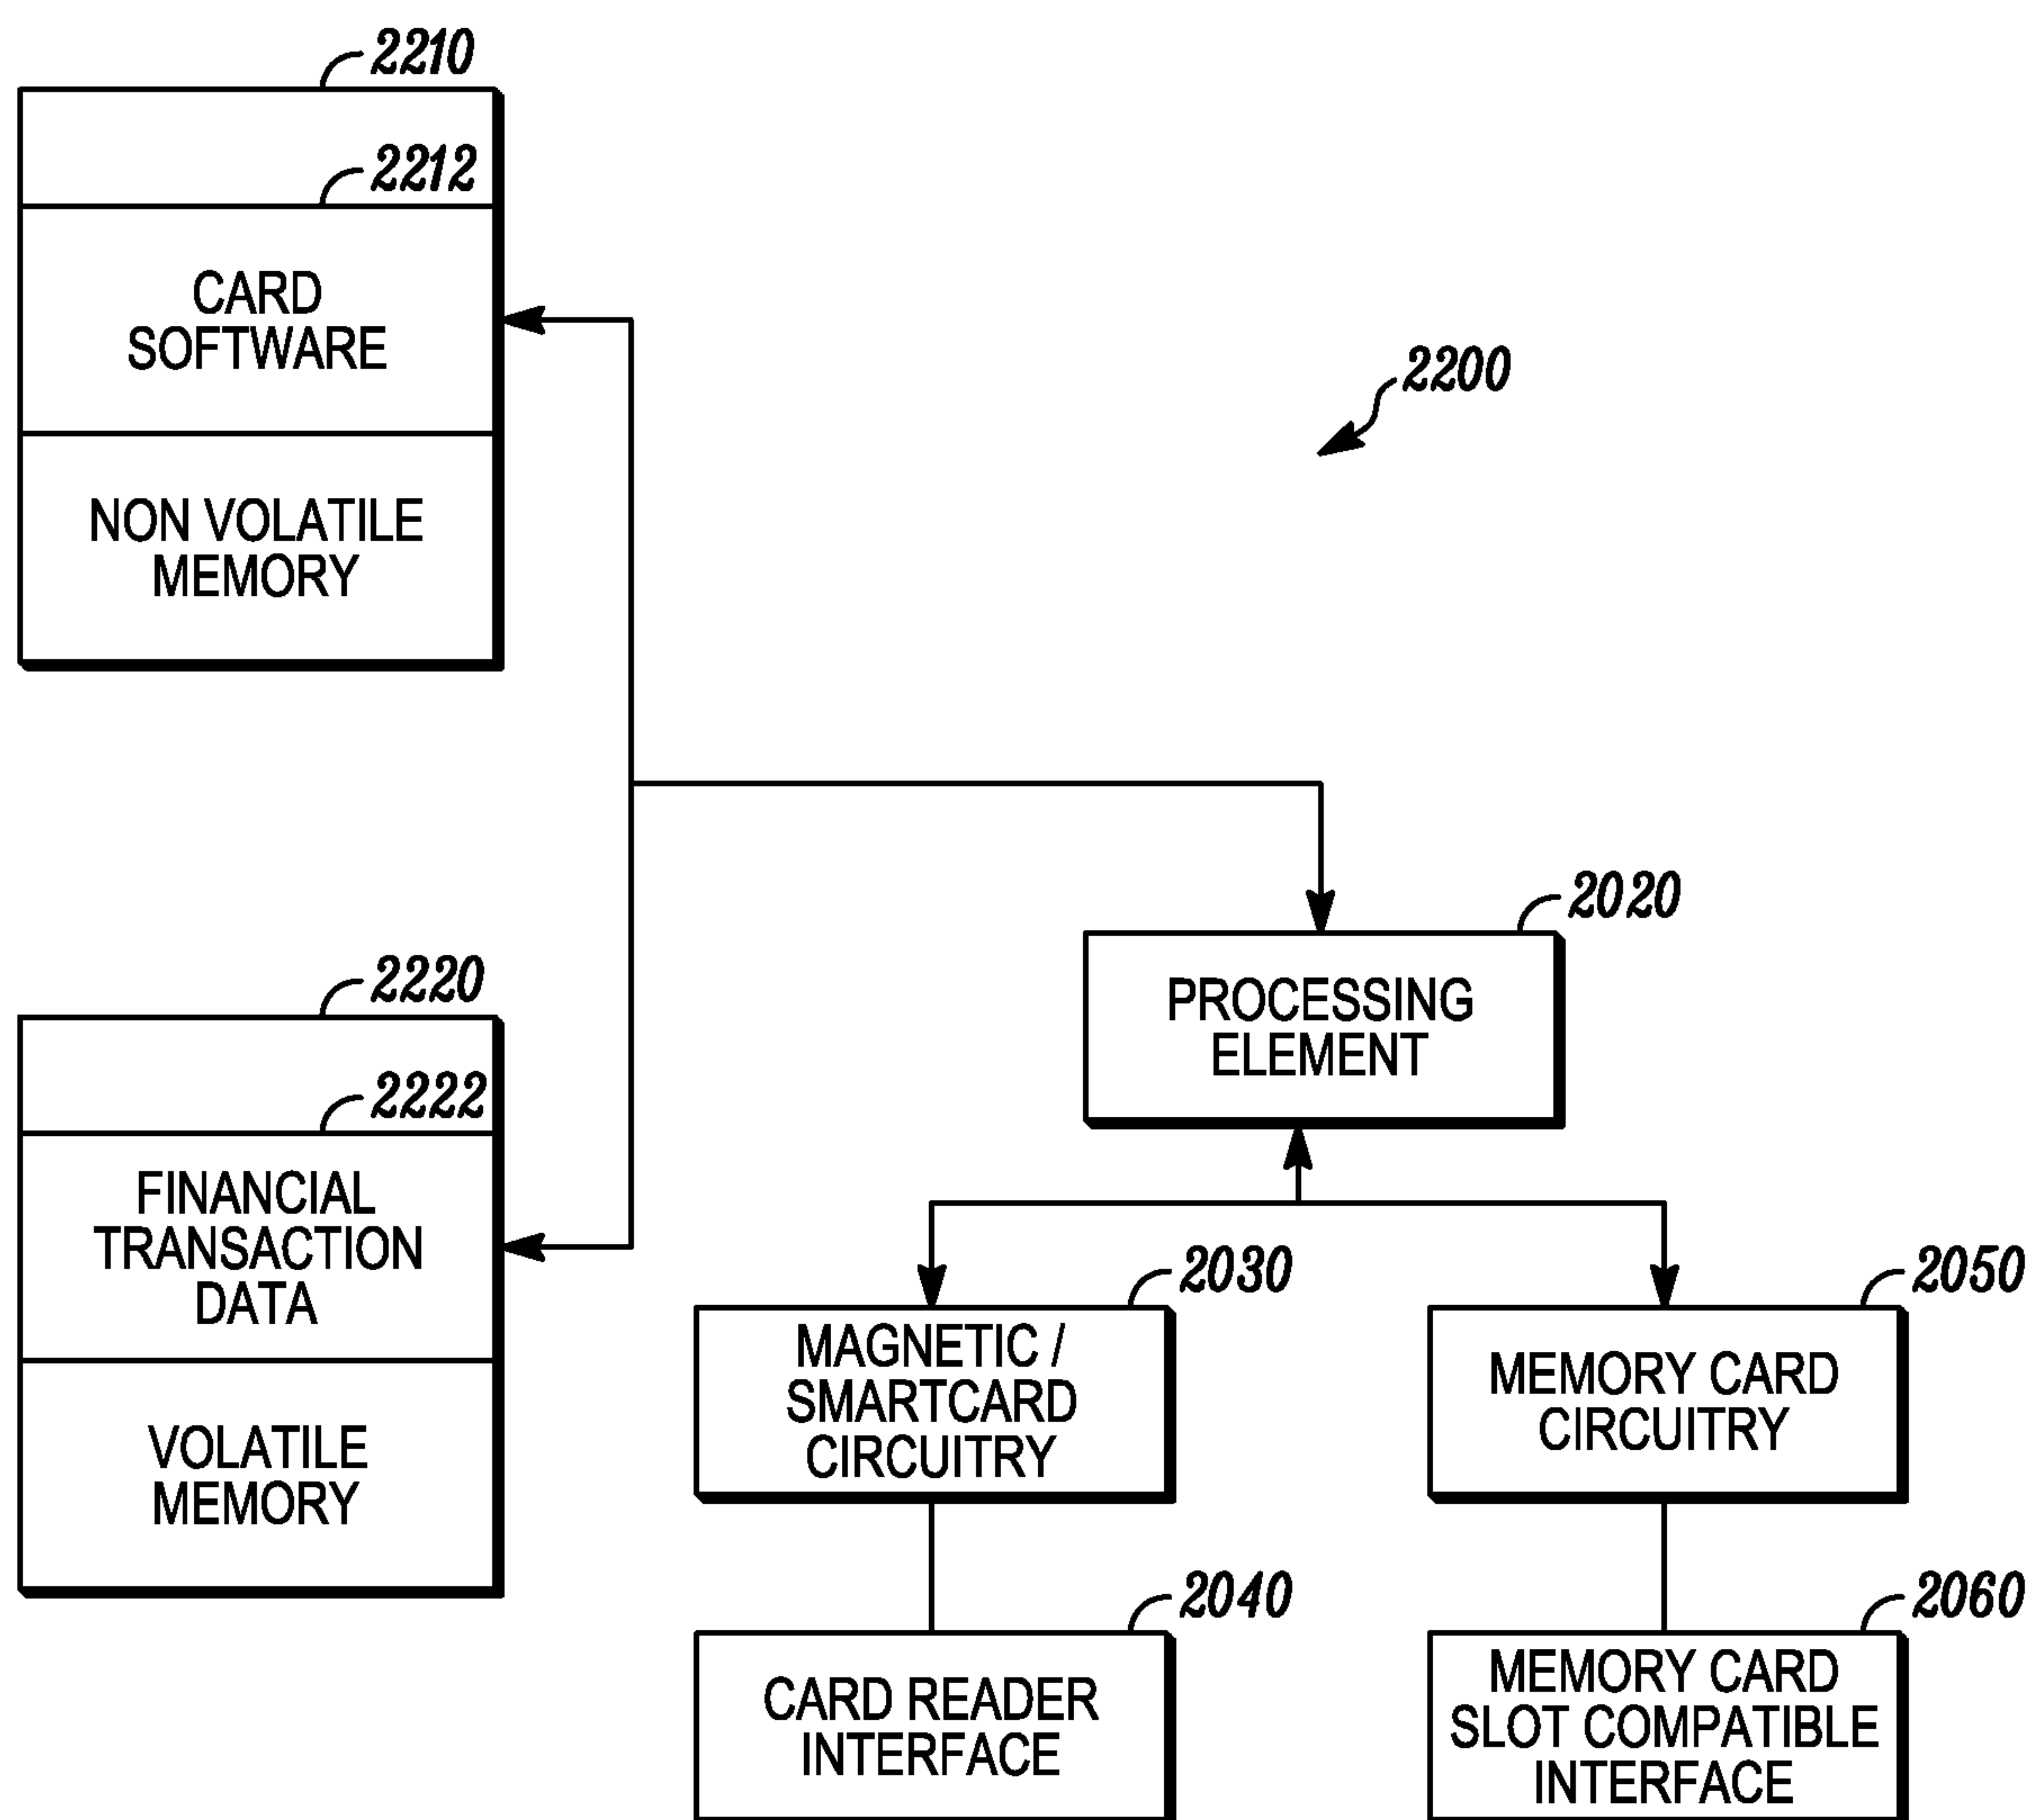 2210
2212
CARD
SOFTWARE
NON VOLATILE
MEMORY
2200
2220
2222
FINANCIAL
TRANSACTION
DATA
VOLATILE
MEMORY
2020
PROCESSING
ELEMENT
2030
MAGNETIC /
SMARTCARD
CIRCUITRY
2050
MEMORY CARD
CIRCUITRY
2040
CARD READER
INTERFACE
2060
MEMORY CARD
SLOT COMPATIBLE
INTERFACE